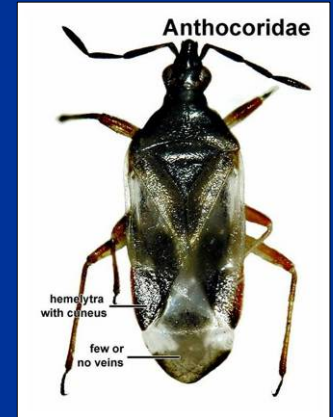 Anthocoridae
hemelytra
with cuneus
few or
no veins